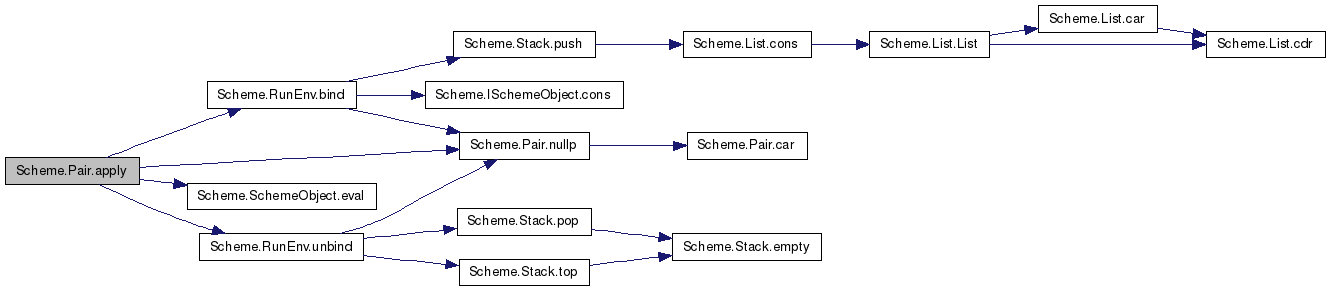 Scheme.Pair.apply
Scheme.RunEnv.bind
Scheme.SchemeObject.eval
Scheme.RunEnv.unbind
Scheme.Stack.push
Scheme.ISchemeObject.cons
Scheme.Pair.nullp
Scheme.Stack.pop
Scheme.Stack.top
Scheme.List.cons
Scheme.Pair.car
Scheme.Stack.empty
Scheme.List.List
Scheme.List.car
Scheme.List.cdr